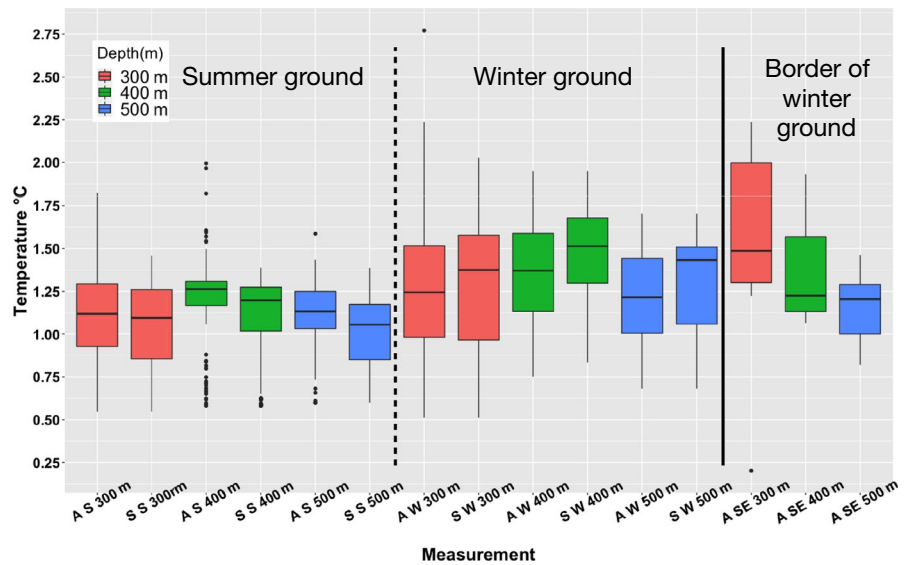 2.75
2.50
2.25
2.00
1.75
1.50
1.25
1.00
0.75
0.50
0.25
Temperature °C
Depth(m)
300 m
400 m
500 m
Summer ground
Winter ground
Border of
winter
ground
A S 300 m
S S 300rm
A S 400 m
S S 400 m
A S 500 m
S S 500 m
A W 300 m
S W 300 m
A W 400 m
S W 400 m
A W 500 m
S W 500 m
A SE 300 m
A SE 400 m
A SE 500 m
Measurement